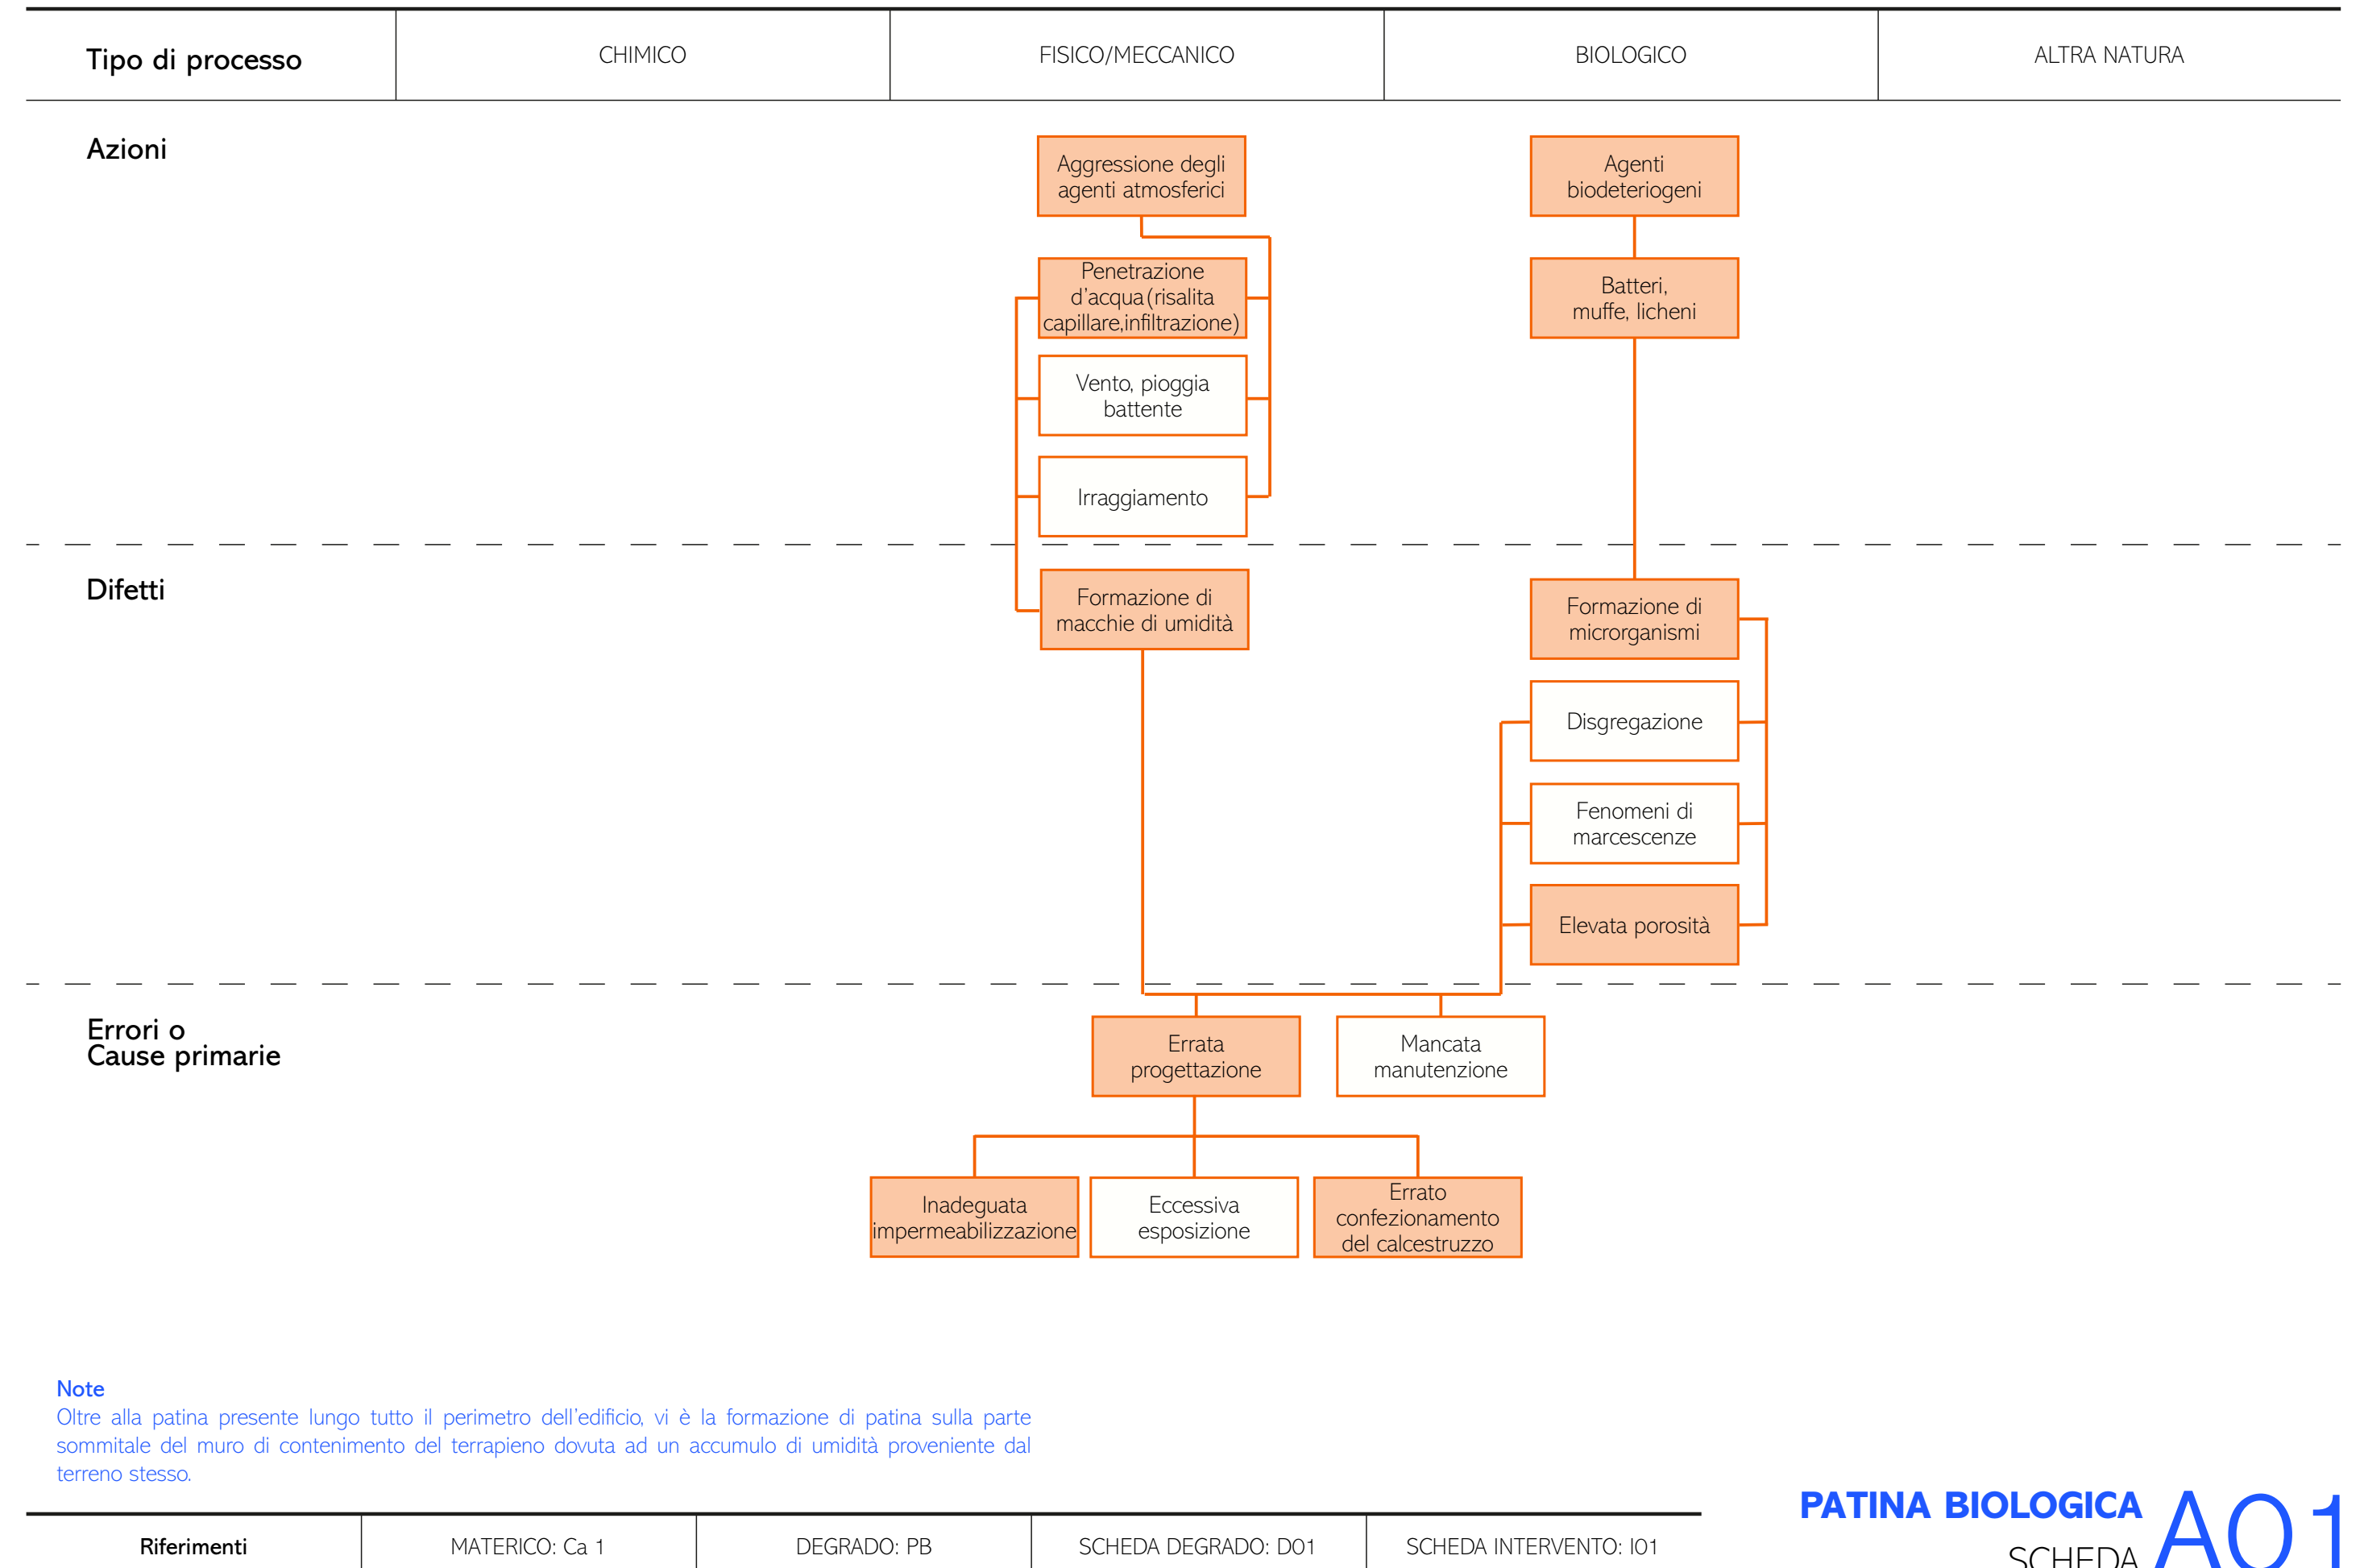 Tipo di processo
CHIMICO
FISICO/MECCANICO
BIOLOGICO
ALTRA NATURA
Azioni
Aggressione degli
agenti atmosferici
Agenti
biodeteriogeni
Penetrazione
d'acqua(risalita
capillare,infiltrazione)
Batteri,
muffe, licheni
Vento, pioggia
battente
Irraggiamento
Difetti
Formazione di
macchie di umidità
Formazione di
microrganismi
Disgregazione
Fenomeni di
marcescenze
Elevata porosità
Errori o
Cause primarie
Errata
progettazione
Mancata
manutenzione
Inadeguata
impermeabilizzazione
Eccessiva
esposizione
Errato
confezionamento
del calcestruzzo
Note
Oltre alla patina presente lungo tutto il perimetro dell'edificio, vi è la formazione di patina sulla parte
sommitale del muro di contenimento del terrapieno dovuta ad un accumulo di umidità proveniente dal
terreno stesso.
Riferimenti
MATERICO: Ca 1
DEGRADO: PB
SCHEDA DEGRADO: D01
SCHEDA INTERVENTO: I01
PATINA BIOLOGICA
SCHEDA A01